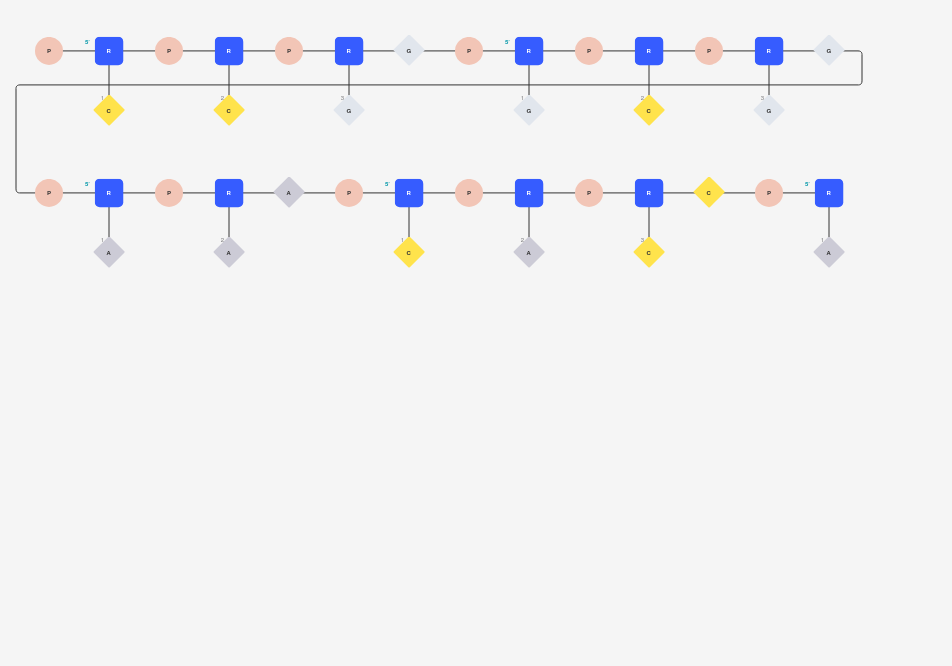 P 5' R P R P R G P 5' R P R P R G
1 C 2 C 3 G 1 G 2 C 3 G
P 5' R P R A P 5' R P R P R C P 5' R
1 A 2 A 1 C 2 A 3 C 1 A